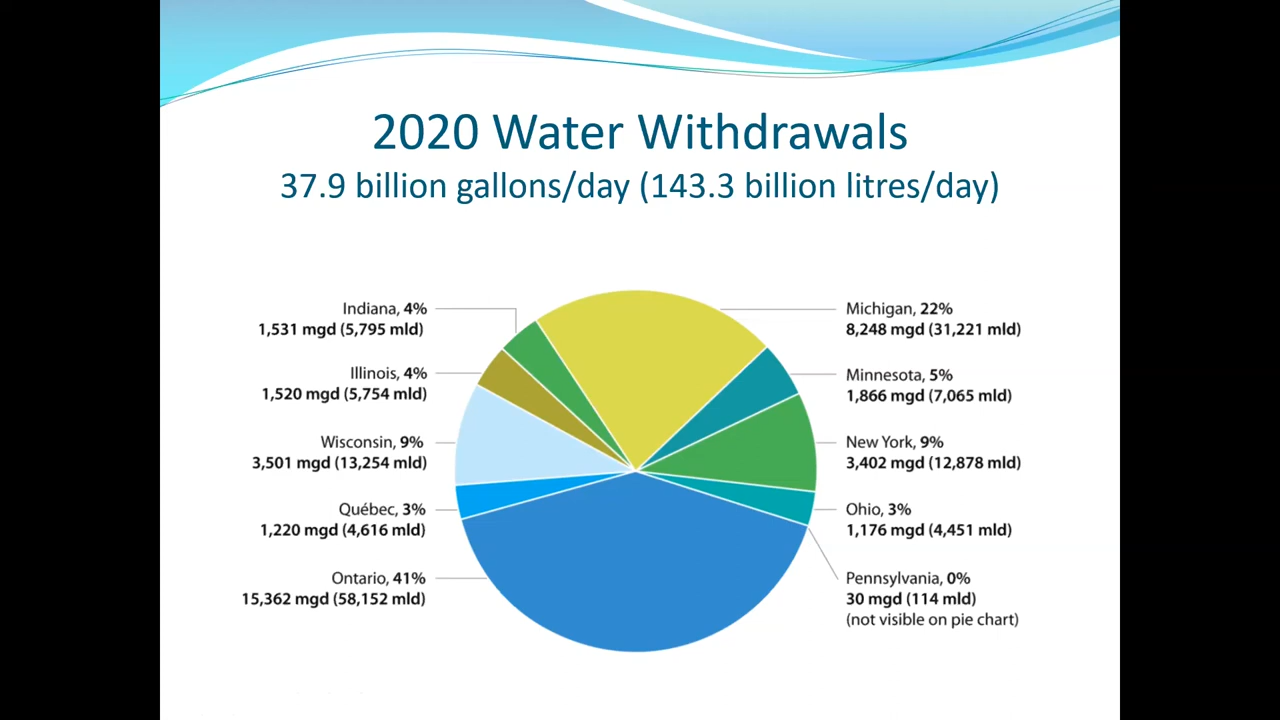 2020 Water Withdrawals
37.9 billion gallons/day (143.3 billion litres/day)
Indiana, 4%
1,531 mgd (5,795 mld)
Illinois, 4%
1,520 mgd (5,754 mld)
Wisconsin, 9%
3,501 mgd (13,254 mld)
Québec, 3%
1,220 mgd (4,616 mld)
Ontario, 41%
15,362 mgd (58,152 mld)
Michigan, 22%
8,248 mgd (31,221 mld)
Minnesota, 5%
1,866 mgd (7,065 mld)
New York, 9%
3,402 mgd (12,878 mld)
Ohio, 3%
1,176 mgd (4,451 mld)
Pennsylvania, 0%
30 mgd (114 mld)
(not visible on pie chart)